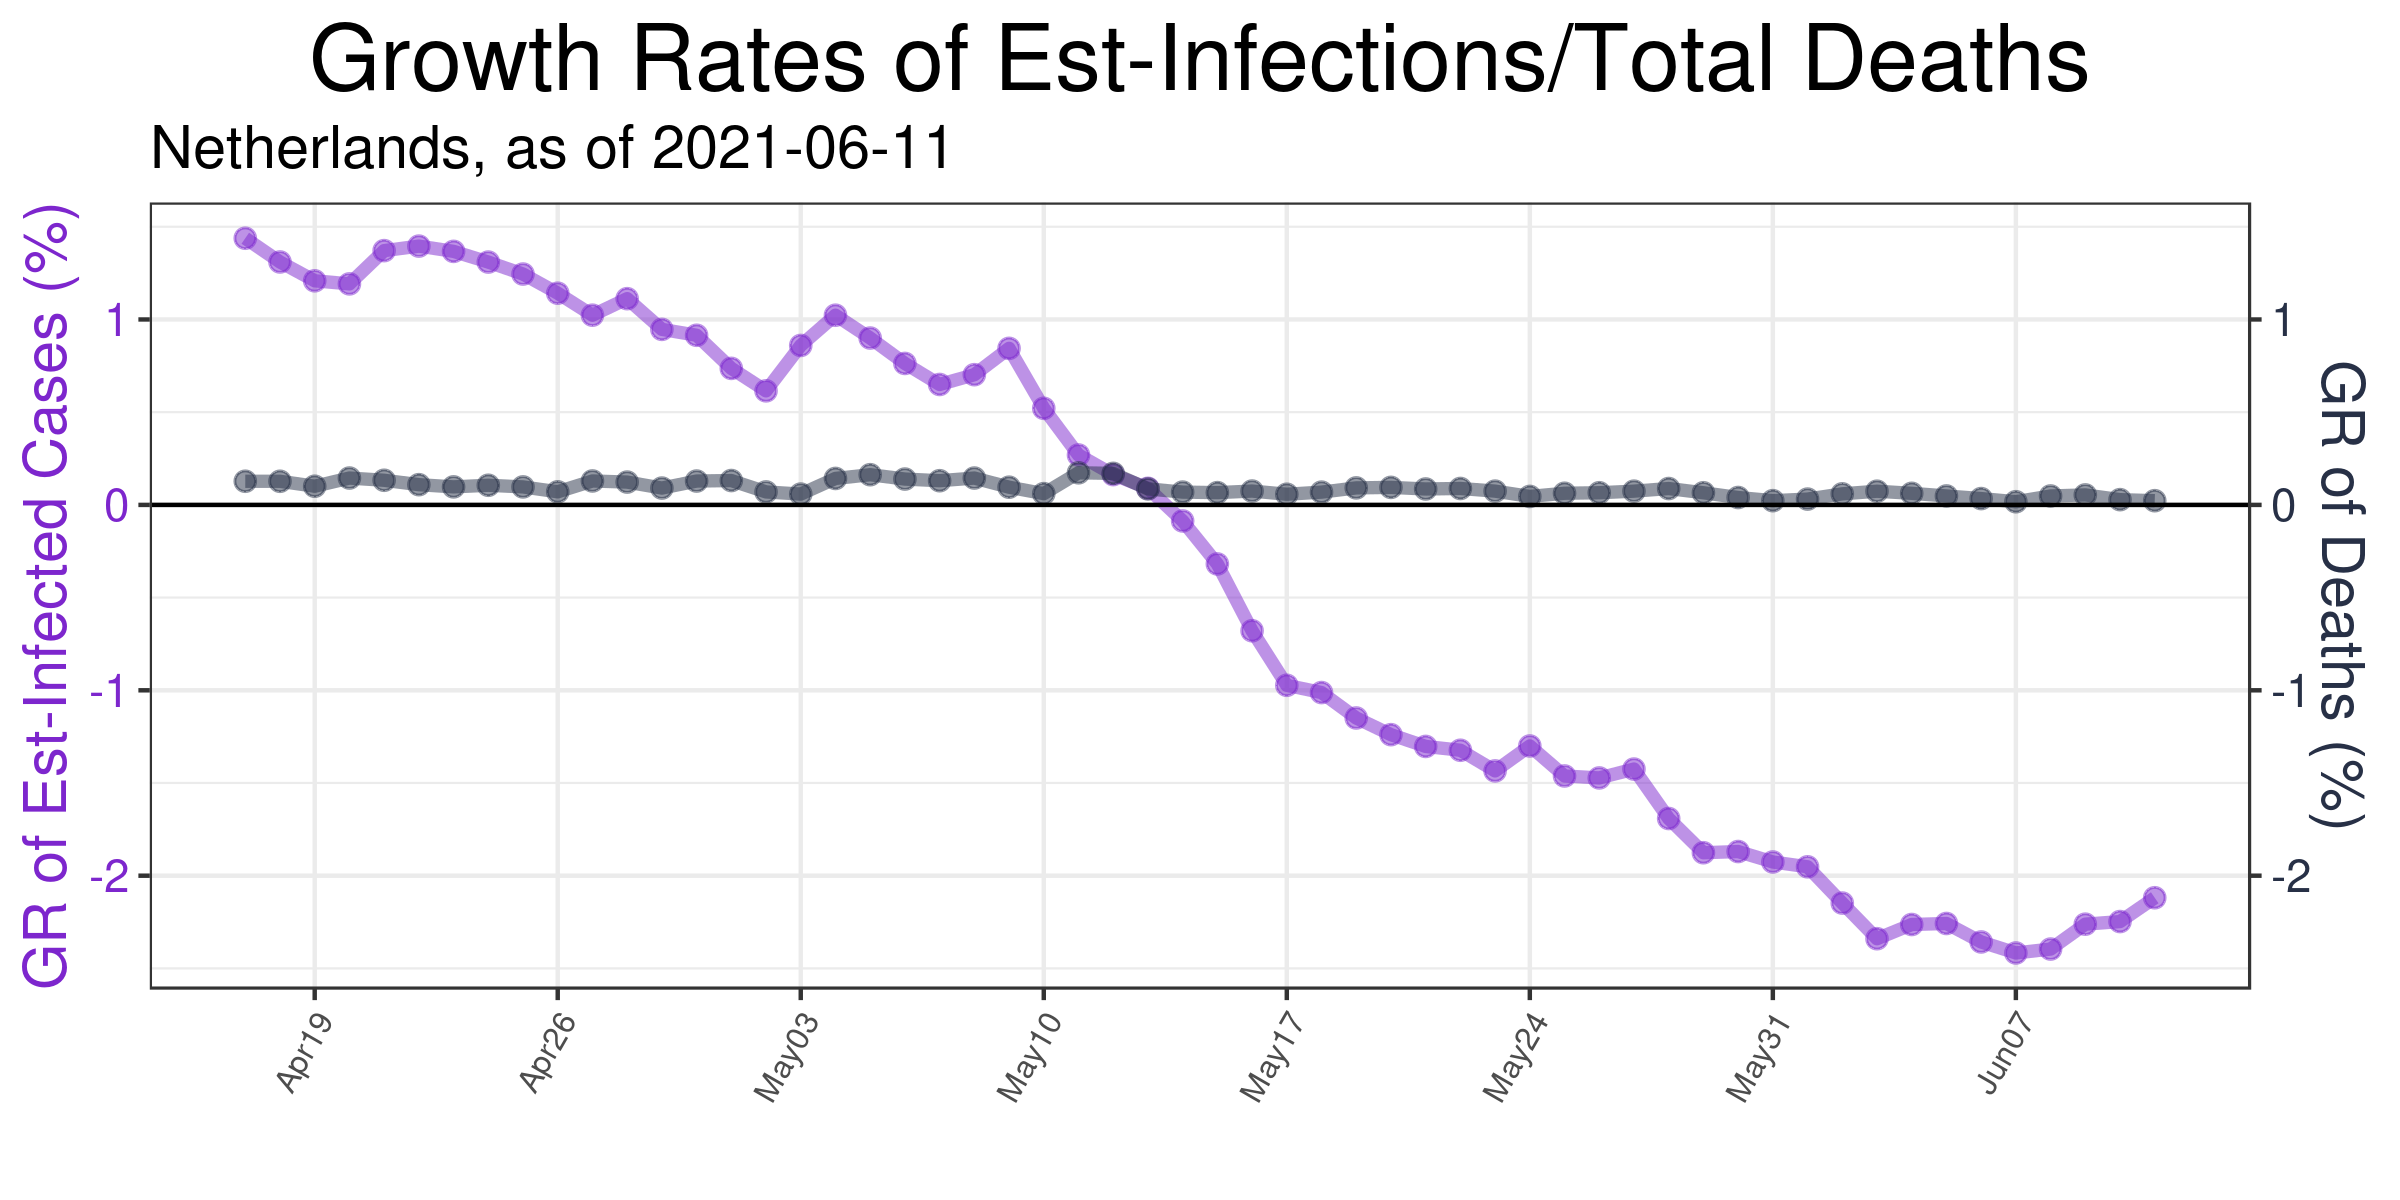 Growth Rates of Est-Infections/Total Deaths
Netherlands, as of 2021-06-11
GR of Est-Infected Cases (%)
1
0
-1
-2
1
0
-1
-2
GR of Deaths (%)
Apr19
Apr26
May03
May10
May17
May24
May31
Jun07